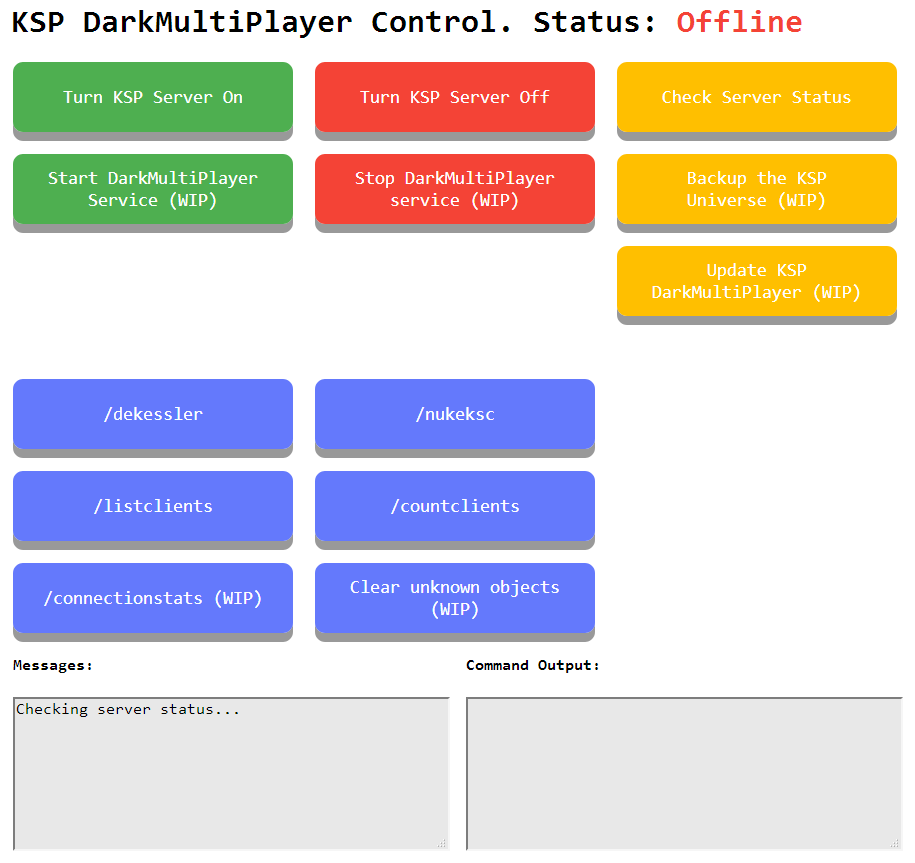 KSP DarkMultiPlayer Control. Status: Offline
Turn KSP Server On
Turn KSP Server Off
Check Server Status
Start DarkMultiPlayer
Service (WIP)
Stop DarkMultiPlayer
service (WIP)
Backup the KSP
Universe (WIP)
Update KSP
DarkMultiPlayer (WIP)
/dekessler
/nukeksc
/listclients
/countclients
/connectionstats (WIP)
Clear unknown objects
(WIP)
Messages:
Command Output:
Checking server status...